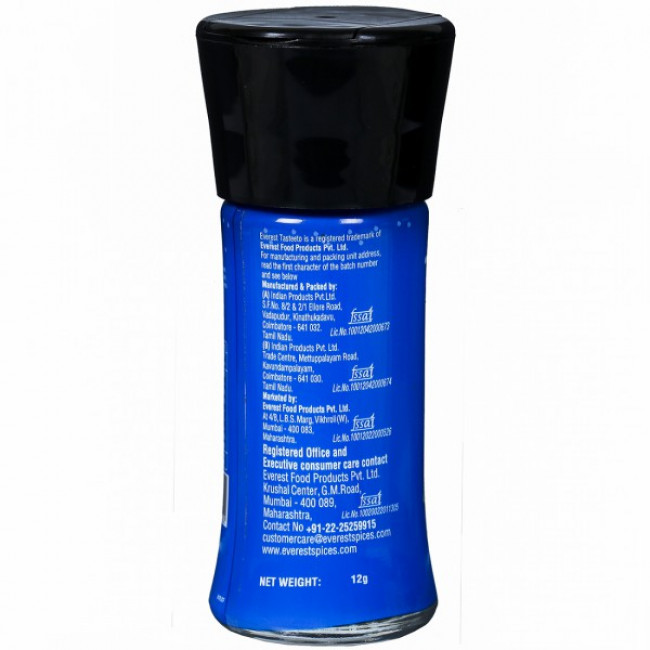 Everest Tasteeto is a registered trademark of
Everest Food Products Pvt. Ltd.
For manufacturing and packing unit address,
read the first character of the batch number
and see below
Manufactured & Packed by:
(A) Indian Products Pvt.Ltd.
S.F.No. 8/2 & 2/1 Ellore Road,
Vadapudur, Kinathukadavu,
Coimbatore - 641 032.
Tamil Nadu.
fssai
Lic.No.10012042000673
(B) Indian Products Pvt. Ltd.
Trade Centre, Mettuppalayam Road,
Kavandampalayam,
Coimbatore - 641 030.
Tamil Nadu.
fssai
Lic.No.10012042000674
Marketed by:
Everest Food Products Pvt. Ltd.
At 4/B, L.B.S. Marg, Vikhroli (W),
Mumbai - 400 083,
Maharashtra.
fssai
Lic.No.10012022000526
Registered Office and
Executive consumer care contact
Everest Food Products Pvt. Ltd.
Krushal Center, G.M.Road,
Mumbai - 400 089,
Maharashtra,
fssai
Lic.No.10020022011305
Contact No +91-22-25259915
customercare@everestspices.com
www.everestspices.com
NET WEIGHT: 12g